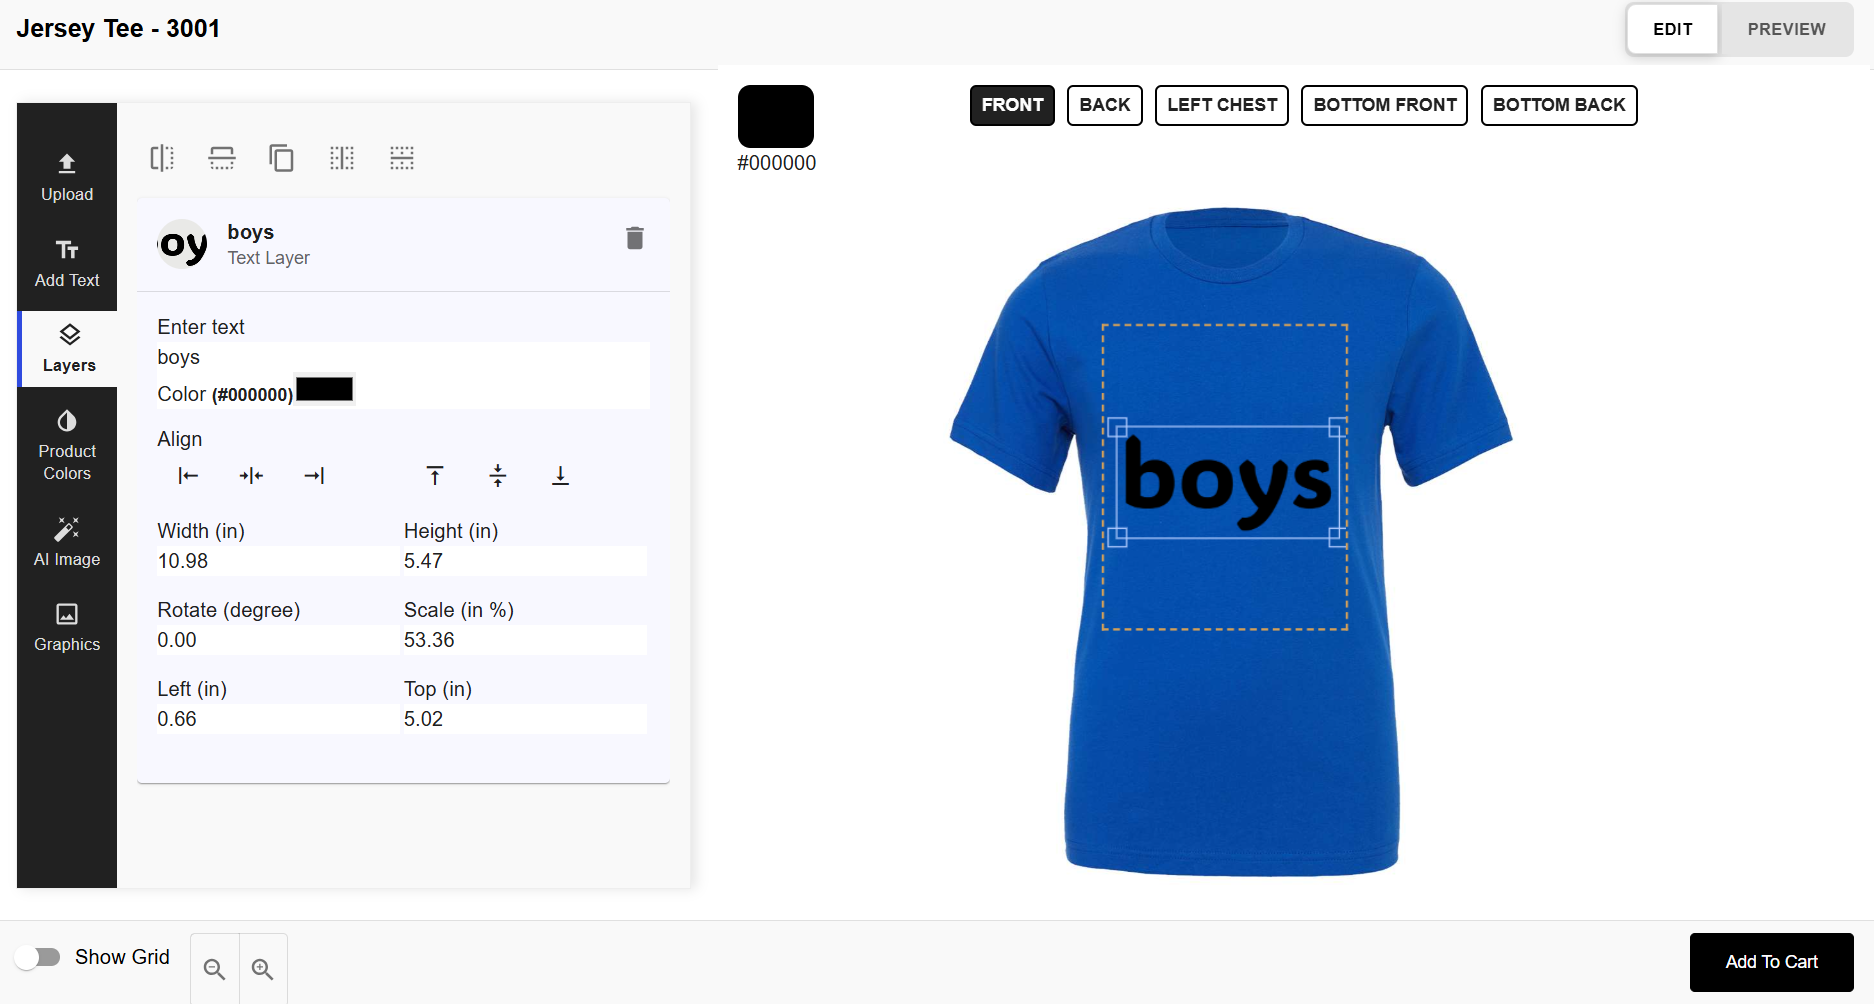 Jersey Tee - 3001
EDIT
PREVIEW
Upload
Add Text
Layers
Product
Colors
AI Image
Graphics
oy
boys
Text Layer
Enter text
boys
Color (#000000)
Align
Width (in)
Height (in)
10.98
5.47
Rotate (degree)
Scale (in %)
0.00
53.36
Left (in)
Top (in)
0.66
5.02
#000000
FRONT
BACK
LEFT CHEST
BOTTOM FRONT
BOTTOM BACK
boys
Show Grid
Add To Cart